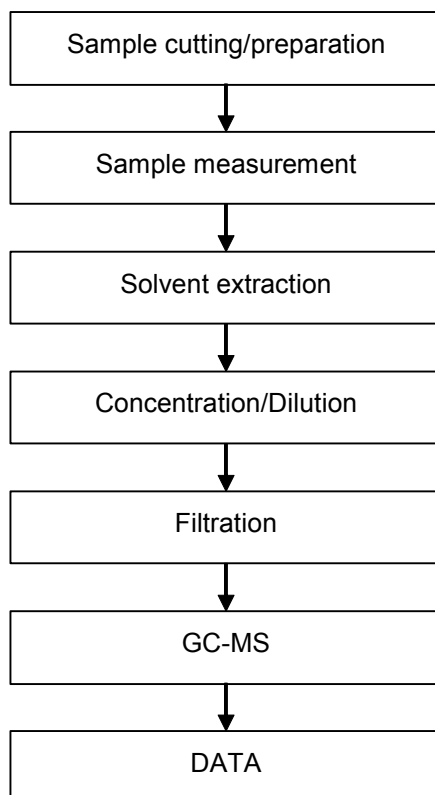 Sample cutting/preparation
Sample measurement
Solvent extraction
Concentration/Dilution
Filtration
GC-MS
DATA